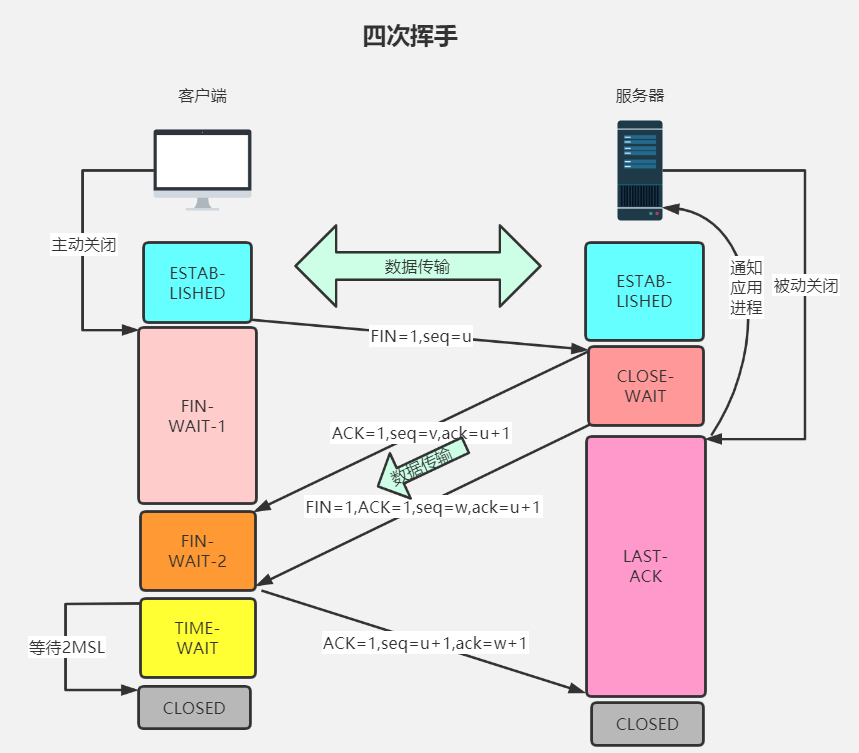 四次挥手
客户端
服务器
主动关闭
ESTAB-
LISHED
数据传输
ESTAB-
LISHED
通知
应用
进程
被动关闭
FIN=1,seq=u
CLOSE-
WAIT
FIN-
WAIT-1
ACK=1,seq=v,ack=u+1
数据传输
FIN=1,ACK=1,seq=w,ack=u+1
FIN-
WAIT-2
LAST-
ACK
TIME-
WAIT
等待2MSL
ACK=1,seq=u+1,ack=w+1
CLOSED
CLOSED